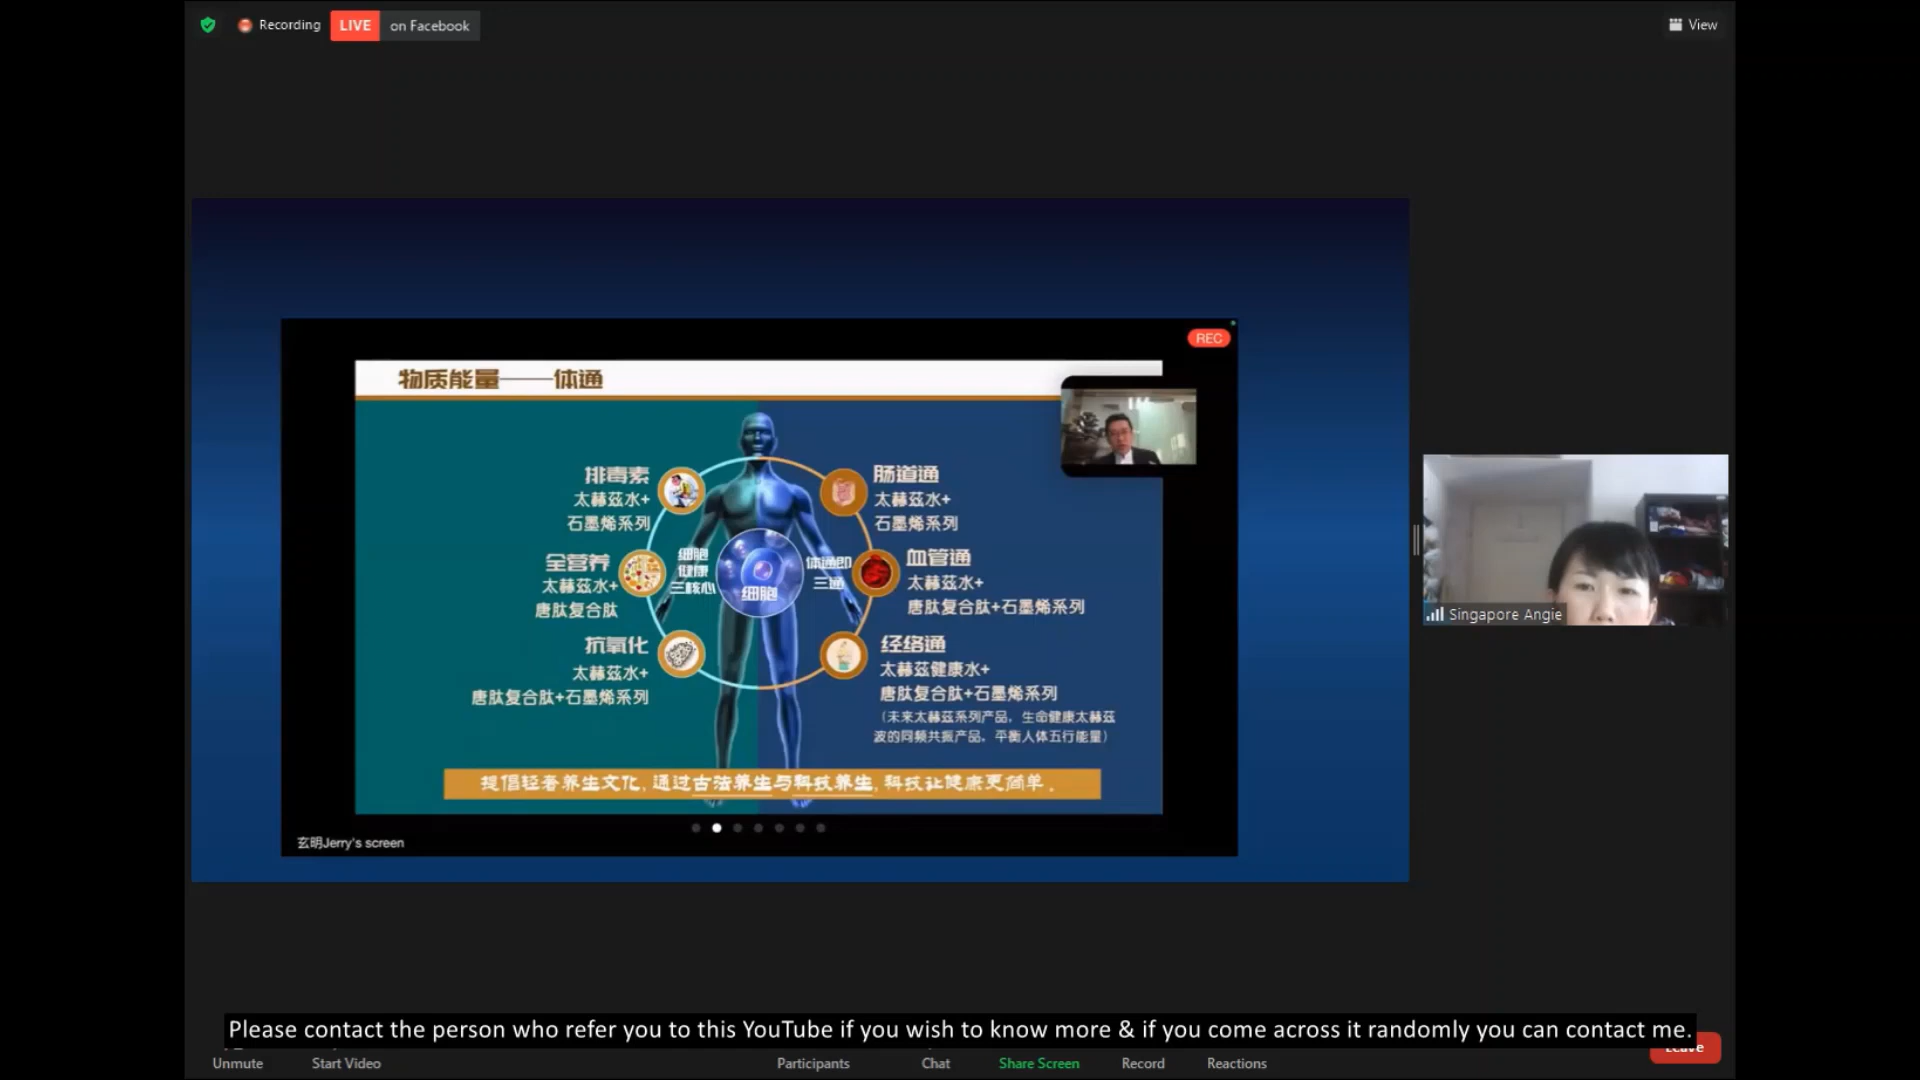 Recording
LIVE
on Facebook
View
REC
物质能量——体通
排毒素
太赫茲水+
石墨烯系列
肠道通
太赫茲水+
石墨烯系列
全营养
太赫茲水+
唐肽复合肽
细胞
健康
三核心
细胞
体通即
三通
血管通
太赫茲水+
唐肽复合肽+石墨烯系列
抗氧化
太赫茲水+
唐肽复合肽+石墨烯系列
经络通
太赫茲健康水+
唐肽复合肽+石墨烯系列
（未来太赫茲系列产品，生命健康太赫茲
波的同频共振产品，平衡人体五行能量）
提倡轻奢养生文化，通过古法养生与科技养生，科技让健康更简单。
玄明Jerry's screen
Singapore Angie
Please contact the person who refer you to this YouTube if you wish to know more & if you come across it randomly you can contact me.
Leave
Unmute
Start Video
Participants
Chat
Share Screen
Record
Reactions